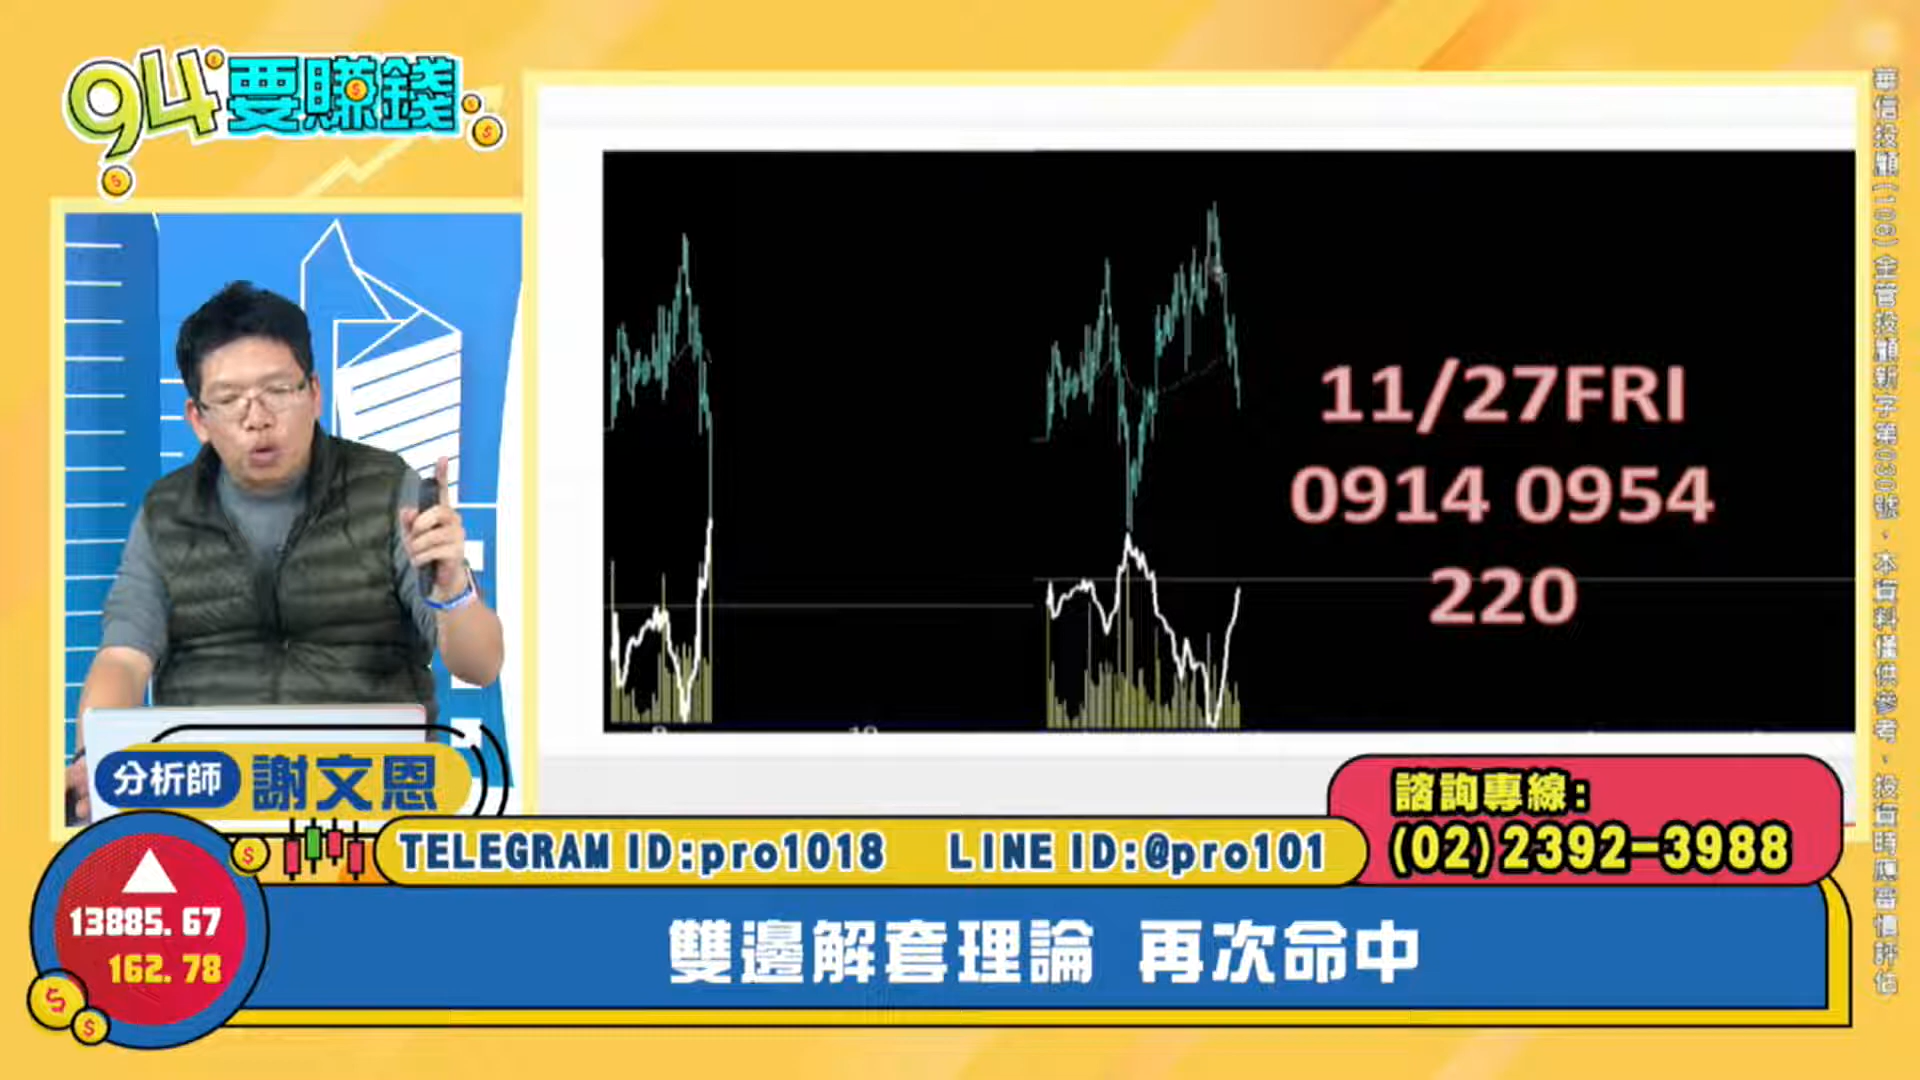 94要賺錢
11/27FRI
0914 0954
220
分析師 謝文恩
諮詢專線:
(02)2392-3988
TELEGRAM ID:pro1018 LINE ID:@pro101
13885.67
162.78
雙邊解套理論 再次命中
華信投顧(109)金管投顧新字第030號，本資料僅供參考，投資時應審慎評估